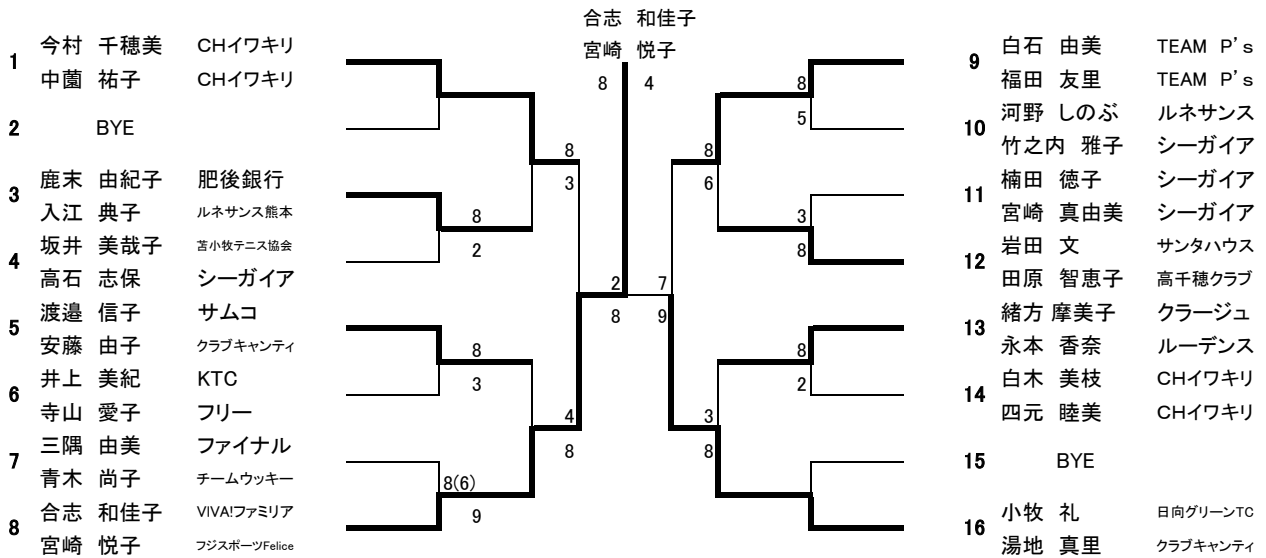 合志 和佳子
宮崎 悦子
8 4
1
今村 千穂美 CHイワキリ
中薗 祐子 CHイワキリ
2
BYE
3
鹿末 由紀子 肥後銀行
入江 典子 ルネサンス熊本
4
坂井 美哉子 苫小牧テニス協会
高石 志保 シーガイア
5
渡邉 信子 サムコ
安藤 由子 クラブキャンティ
6
井上 美紀 KTC
寺山 愛子 フリー
7
三隅 由美 ファイナル
青木 尚子 チームウッキー
8
合志 和佳子 VIVA!ファミリア
宮崎 悦子 フジスポーツFelice
8
2
8
3
8(6)
9
8
3
4
8
2
8
7
9
8
6
3
8
8
5
3
8
8
2
9
白石 由美 TEAM P's
福田 友里 TEAM P's
10
河野 しのぶ ルネサンス
竹之内 雅子 シーガイア
11
楠田 徳子 シーガイア
宮崎 真由美 シーガイア
12
岩田 文 サンタハウス
田原 智恵子 高千穂クラブ
13
緒方 摩美子 クラージュ
永本 香奈 ルーデンス
14
白木 美枝 CHイワキリ
四元 睦美 CHイワキリ
15
BYE
16
小牧 礼 日向グリーンTC
湯地 真里 クラブキャンティ